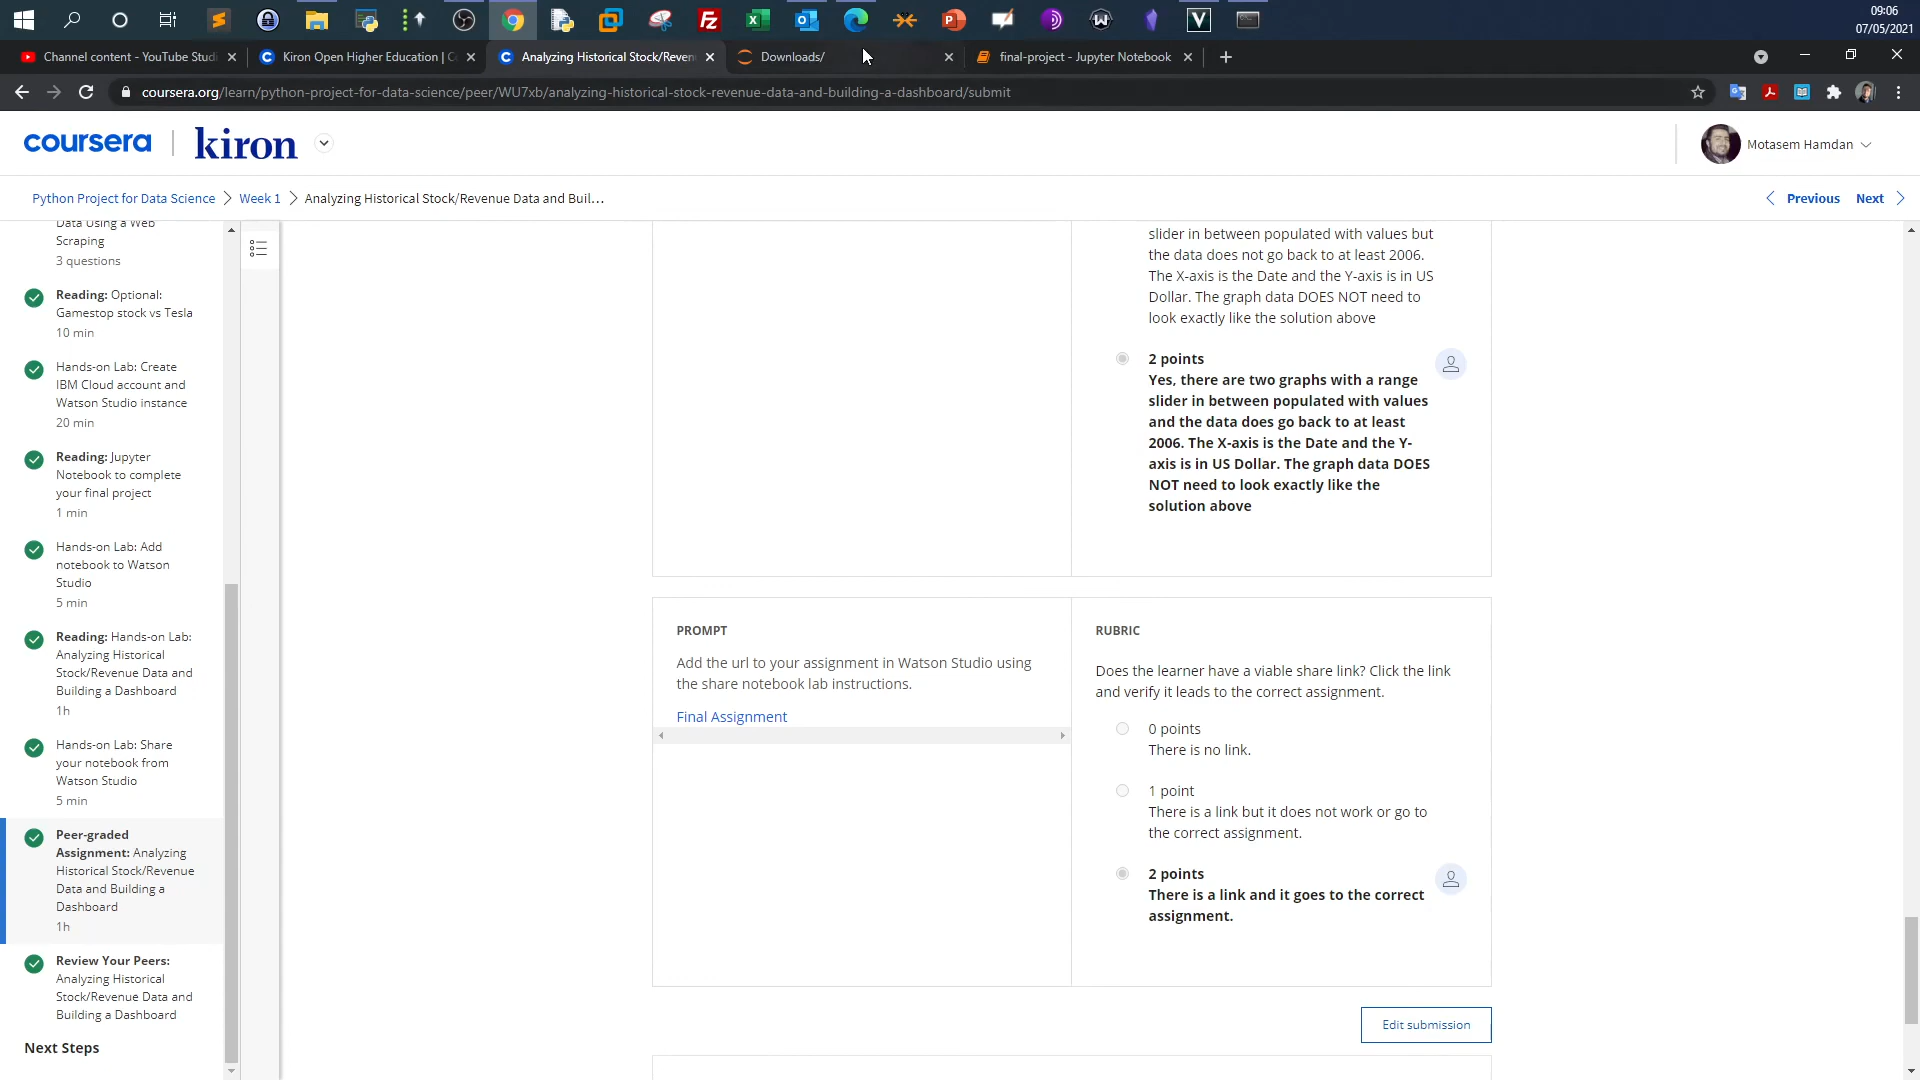 09:06
07/05/2021
Channel content - YouTube Studi
Kiron Open Higher Education | C
Analyzing Historical Stock/Reven
Downloads/
final-project - Jupyter Notebook
coursera.org/learn/python-project-for-data-science/peer/WU7xb/analyzing-historical-stock-revenue-data-and-building-a-dashboard/submit
coursera | kiron
Motasem Hamdan
Python Project for Data Science > Week 1 > Analyzing Historical Stock/Revenue Data and Buil...
Previous
Next
Data Using a Web
Scraping
3 questions
Reading: Optional:
Gamestop stock vs Tesla
10 min
Hands-on Lab: Create
IBM Cloud account and
Watson Studio instance
20 min
Reading: Jupyter
Notebook to complete
your final project
1 min
Hands-on Lab: Add
notebook to Watson
Studio
5 min
Reading: Hands-on Lab:
Analyzing Historical
Stock/Revenue Data and
Building a Dashboard
1h
Hands-on Lab: Share
your notebook from
Watson Studio
5 min
Peer-graded
Assignment: Analyzing
Historical Stock/Revenue
Data and Building a
Dashboard
1h
Review Your Peers:
Analyzing Historical
Stock/Revenue Data and
Building a Dashboard
Next Steps
slider in between populated with values but
the data does not go back to at least 2006.
The X-axis is the Date and the Y-axis is in US
Dollar. The graph data DOES NOT need to
look exactly like the solution above
2 points
Yes, there are two graphs with a range
slider in between populated with values
and the data does go back to at least
2006. The X-axis is the Date and the Y-
axis is in US Dollar. The graph data DOES
NOT need to look exactly like the
solution above
PROMPT
Add the url to your assignment in Watson Studio using
the share notebook lab instructions.
Final Assignment
RUBRIC
Does the learner have a viable share link? Click the link
and verify it leads to the correct assignment.
0 points
There is no link.
1 point
There is a link but it does not work or go to
the correct assignment.
2 points
There is a link and it goes to the correct
assignment.
Edit submission